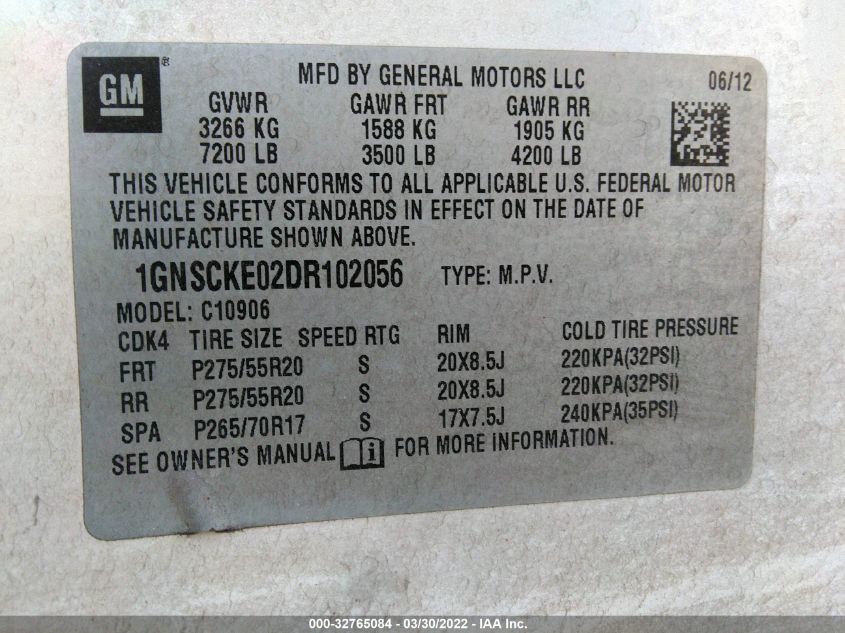 GM®
MFD BY GENERAL MOTORS LLC 06/12
GVWR GAWR FRT GAWR RR
3266 KG 1588 KG 1905 KG
7200 LB 3500 LB 4200 LB
THIS VEHICLE CONFORMS TO ALL APPLICABLE U.S. FEDERAL MOTOR
VEHICLE SAFETY STANDARDS IN EFFECT ON THE DATE OF
MANUFACTURE SHOWN ABOVE.
1GNSCKE02DR102056 TYPE: M.P.V.
MODEL: C10906
CDK4 TIRE SIZE SPEED RTG RIM COLD TIRE PRESSURE
FRT P275/55R20 S 20X8.5J 220KPA(32PSI)
RR P275/55R20 S 20X8.5J 220KPA(32PSI)
SPA P265/70R17 S 17X7.5J 240KPA(35PSI)
SEE OWNER'S MANUAL i FOR MORE INFORMATION.
000-32765084 - 03/30/2022 - IAA Inc.